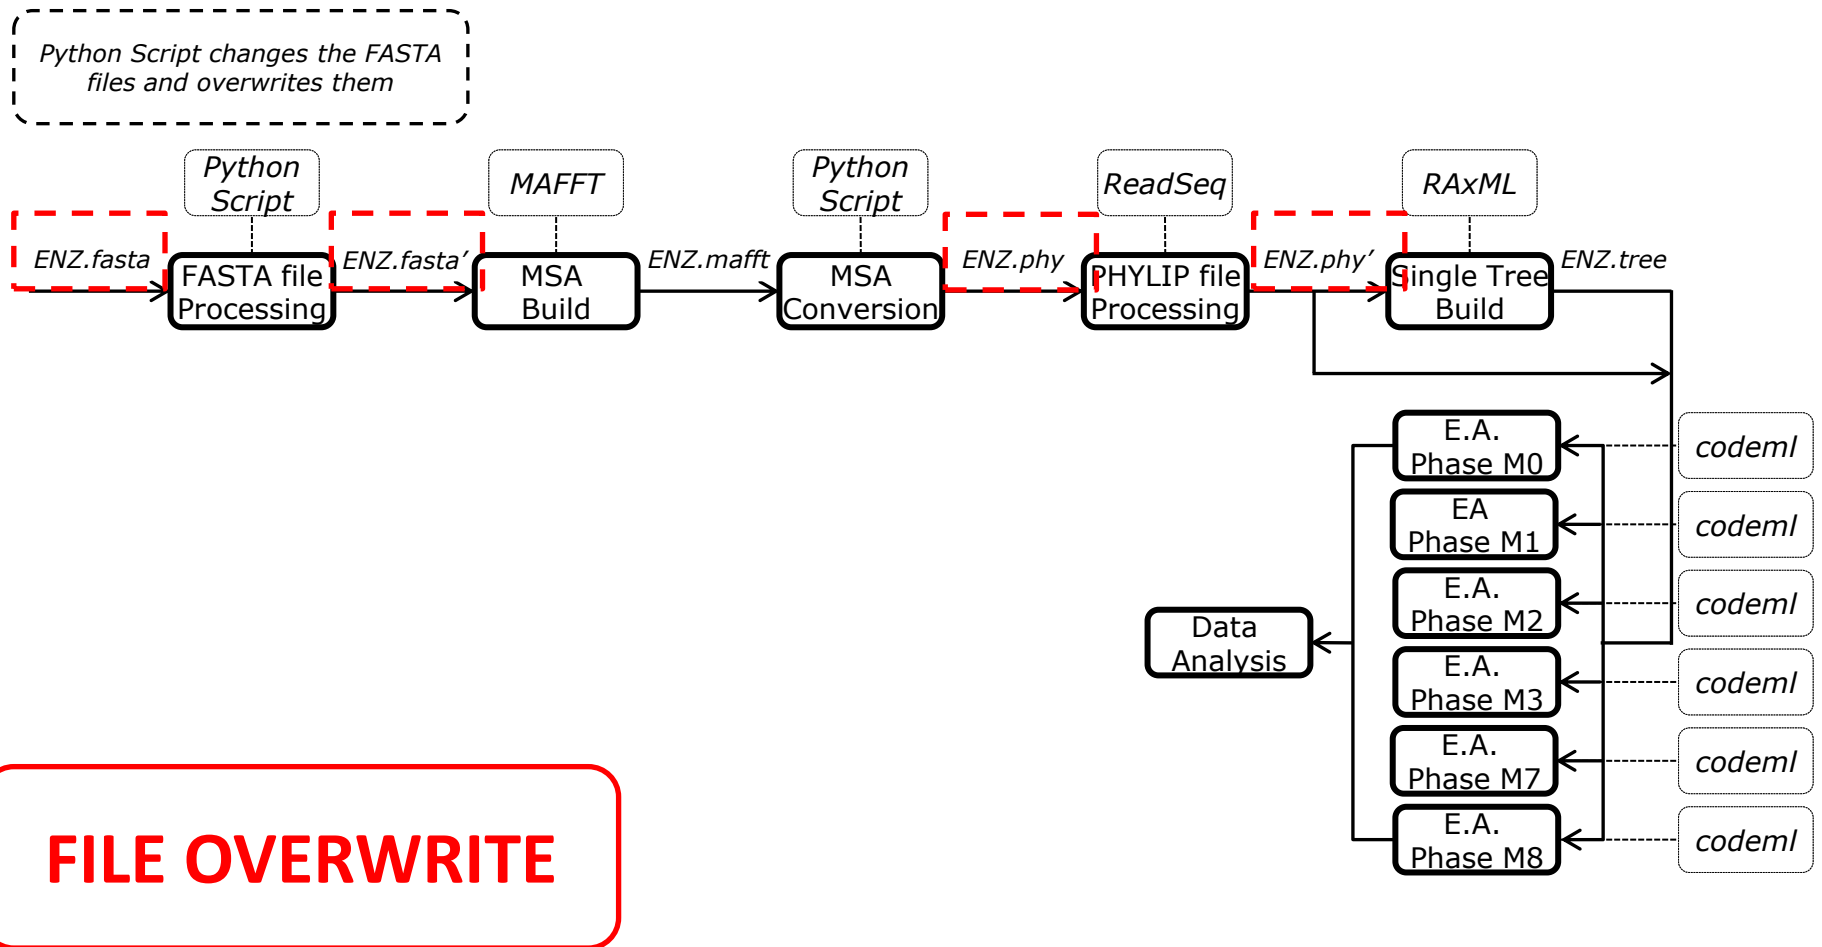 Python Script changes the FASTA
files and overwrites them
Python
Script
MAFFT
Python
Script
ReadSeq
RAxML
ENZ.fasta
FASTA file
Processing
ENZ.fasta’
MSA
Build
ENZ.mafft
MSA
Conversion
ENZ.phy
PHYLIP file
Processing
ENZ.phy’
Single Tree
Build
ENZ.tree
E.A.
Phase M0
codeml
EA
Phase M1
codeml
E.A.
Phase M2
codeml
Data
Analysis
E.A.
Phase M3
codeml
E.A.
Phase M7
codeml
E.A.
Phase M8
codeml
FILE OVERWRITE